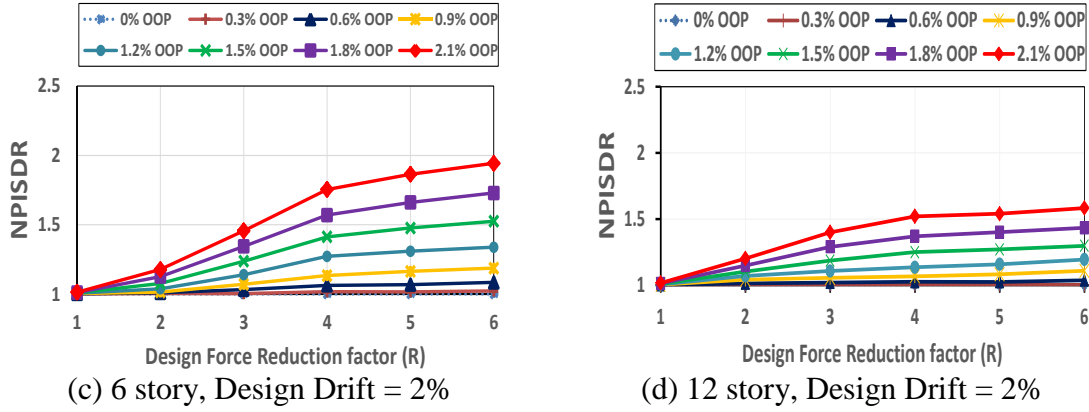 0% OOP 0.3% OOP 0.6% OOP 0.9% OOP
1.2% OOP 1.5% OOP 1.8% OOP 2.1% OOP
2.5
2
1.5
1
NPISDR
1 2 3 4 5 6
Design Force Reduction factor (R)
(c) 6 story, Design Drift = 2%
0% OOP 0.3% OOP 0.6% OOP 0.9% OOP
1.2% OOP 1.5% OOP 1.8% OOP 2.1% OOP
2.5
2
1.5
1
NPISDR
1 2 3 4 5 6
Design Force Reduction factor (R)
(d) 12 story, Design Drift = 2%